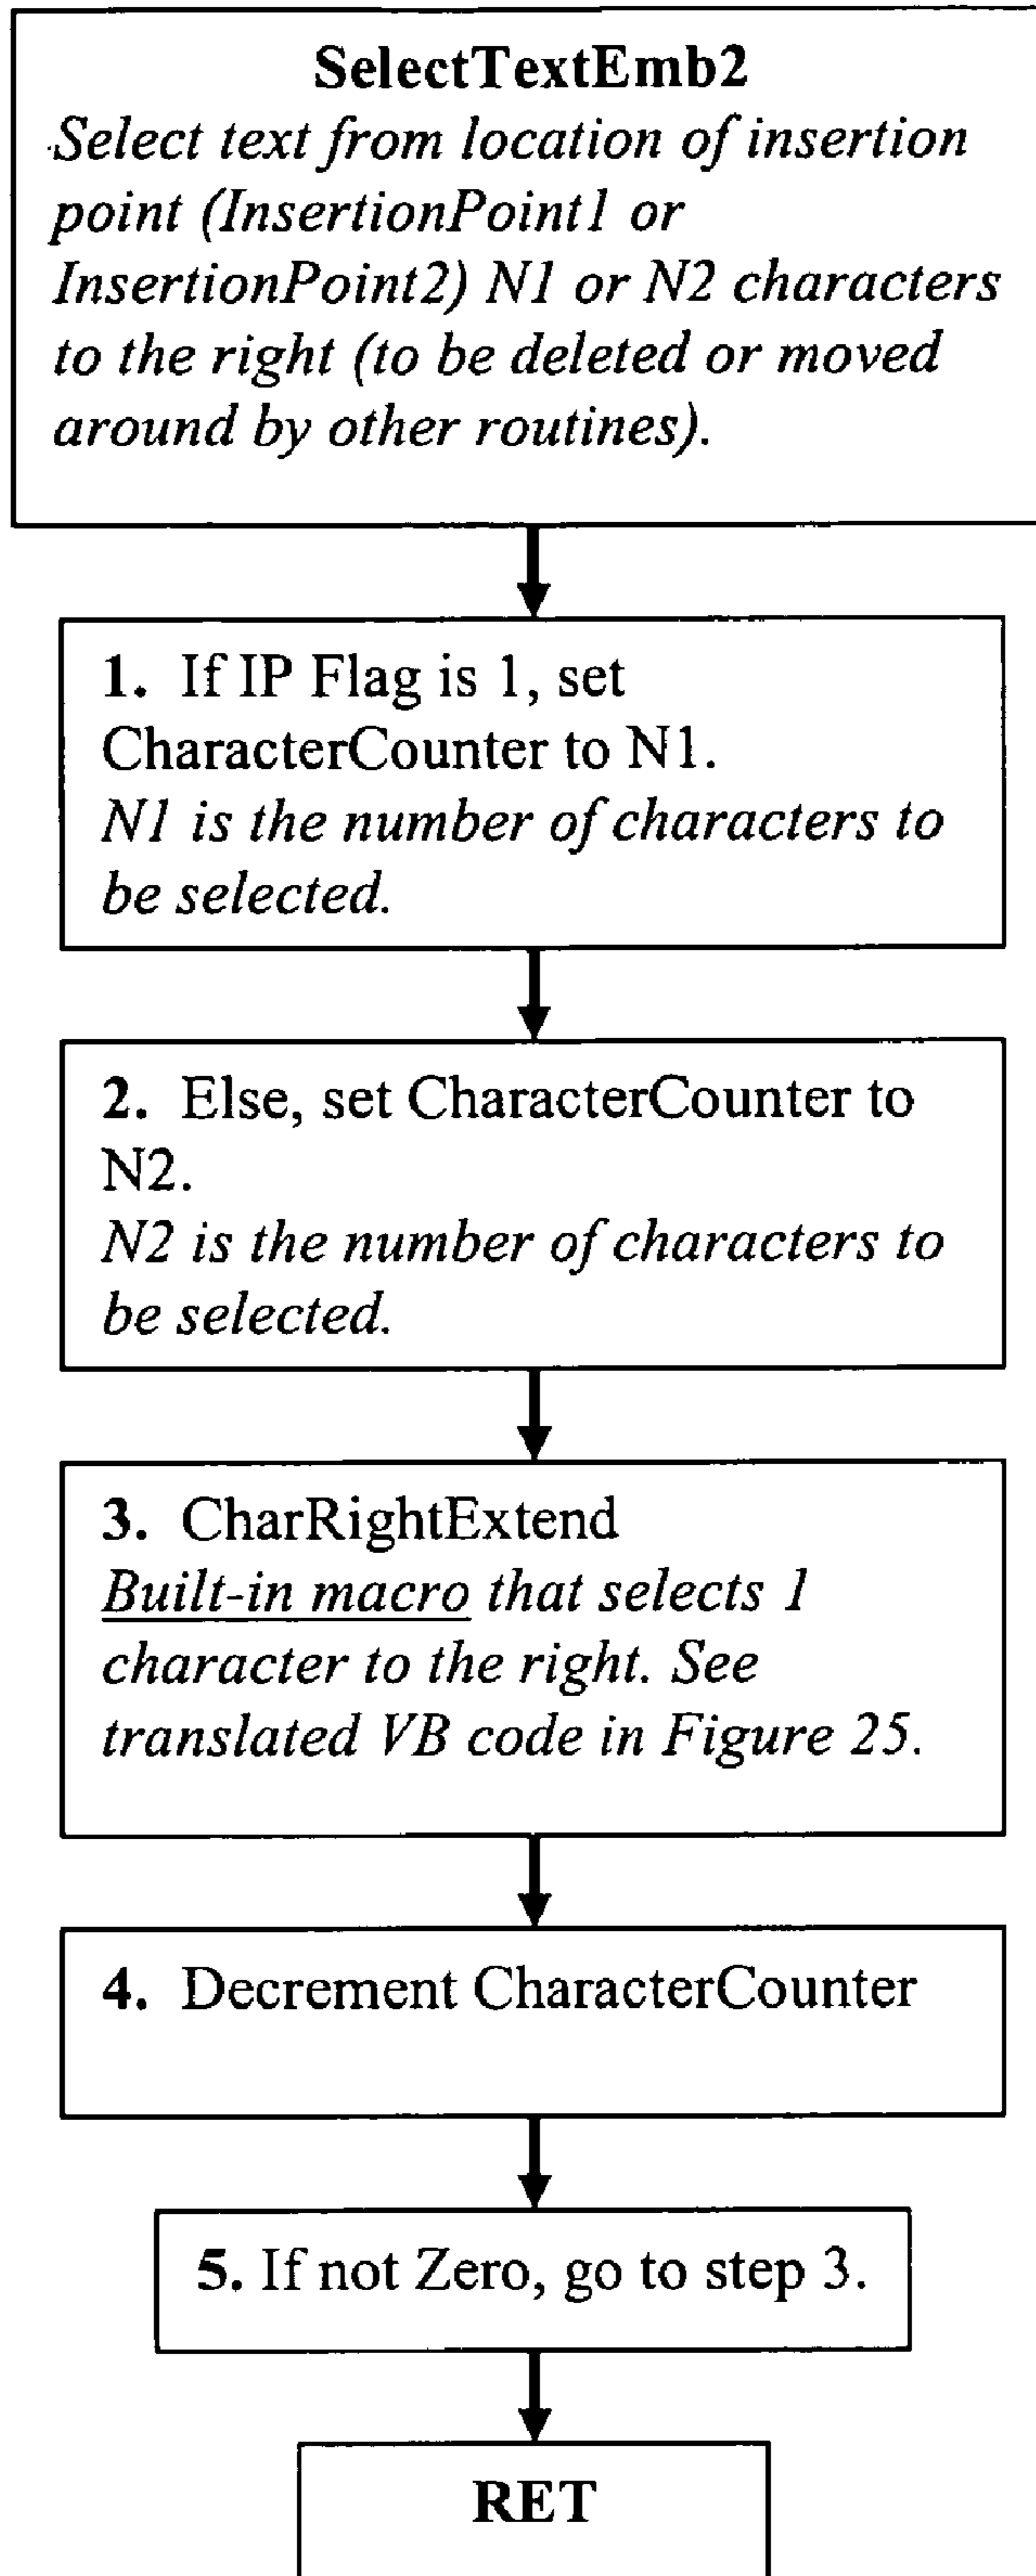 SelectTextEmb2
Select text from location of insertion
point (InsertionPoint1 or
InsertionPoint2) N1 or N2 characters
to the right (to be deleted or moved
around by other routines).
1. If IP Flag is 1, set
CharacterCounter to N1.
N1 is the number of characters to
be selected.
2. Else, set CharacterCounter to
N2.
N2 is the number of characters to
be selected.
3. CharRightExtend
Built-in macro that selects 1
character to the right. See
translated VB code in Figure 25.
4. Decrement CharacterCounter
5. If not Zero, go to step 3.
RET